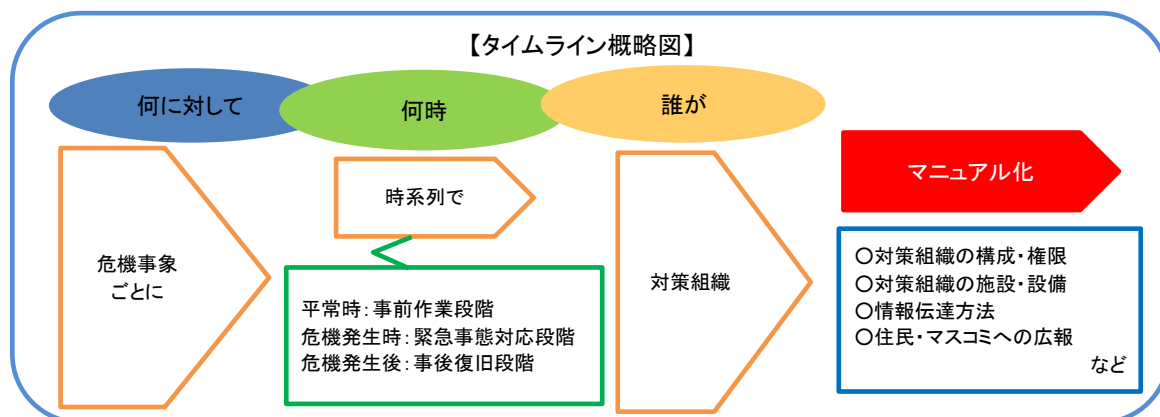 【タイムライン概略図】
何に対して
何時
誰が
危機事象
ごとに
時系列で
平常時：事前作業段階
危機発生時：緊急事態対応段階
危機発生後：事後復旧段階
対策組織
マニュアル化
○対策組織の構成・権限
○対策組織の施設・設備
○情報伝達方法
○住民・マスコミへの広報
など